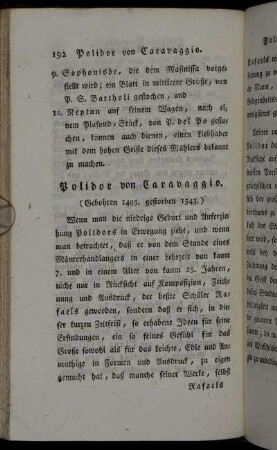 192 Polidor von Caravaggio.
9. Sophonisbe, die dem Masinissa vorge-
stellt wird; ein Blatt in mittlerer Größe, von
P. S. Bartholi gestochen, und
10. Neptun auf seinem Wagen, nach ei-
nem Plafond-Stück, von P. del Po gesto-
chen, können auch dienen, einen Liebhaber
mit dem hohen Geiste dieses Mahlers bekannt
zu machen.
Polidor von Caravaggio.
(Gebohren 1495. gestorben 1543.)
Wenn man die niedrige Geburt und Auferzie-
hung Polidors in Erwegung zieht, und wenn
man betrachtet, daß er von dem Stande eines
Mäurerhandlangers in einer Lehrzeit von kaum
7. und in einem Alter von kaum 25. Jahren,
nicht nur in Rücksicht auf Komposizion, Zeich-
nung und Ausdruck, der beste Schüler Ra-
faels geworden, sondern daß er sich, in die-
ser kurzen Zeitfrist, so erhabene Ideen für seine
Erfindungen, ein so feines Gefühl für das
Große sowohl als für das Leichte, Edle und An-
muthige in Formen und Ausdruck, zu eigen
gemacht hat, daß manche seiner Werke, selbst
Rafaels